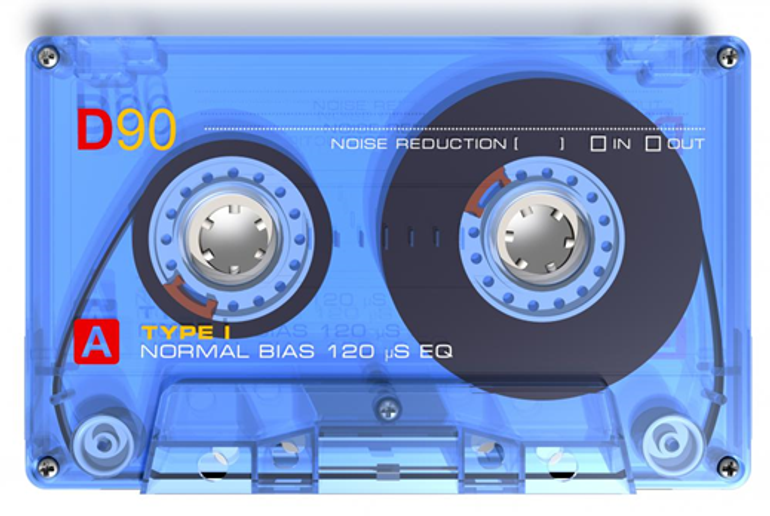 D90
NOISE REDUCTION [ ] □ IN □ OUT
A
TYPE I
NORMAL BIAS 120 µS EQ